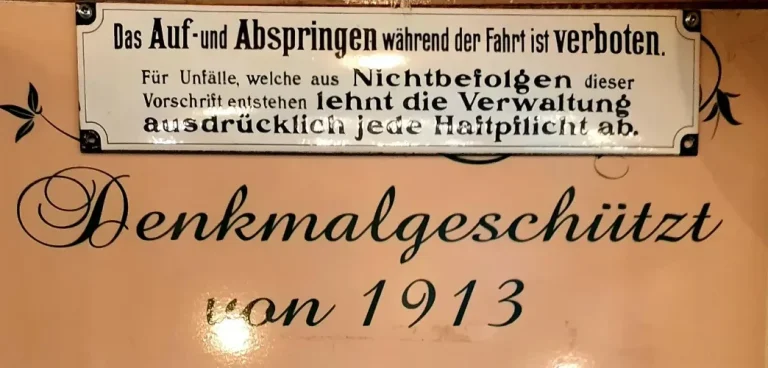 Das Auf- und Abspringen während der Fahrt ist verboten.
Für Unfälle, welche aus Nichtbefolgen dieser
Vorschrift entstehen lehnt die Verwaltung
ausdrücklich jede Haftpflicht ab.
Denkmalgeschützt
von 1913